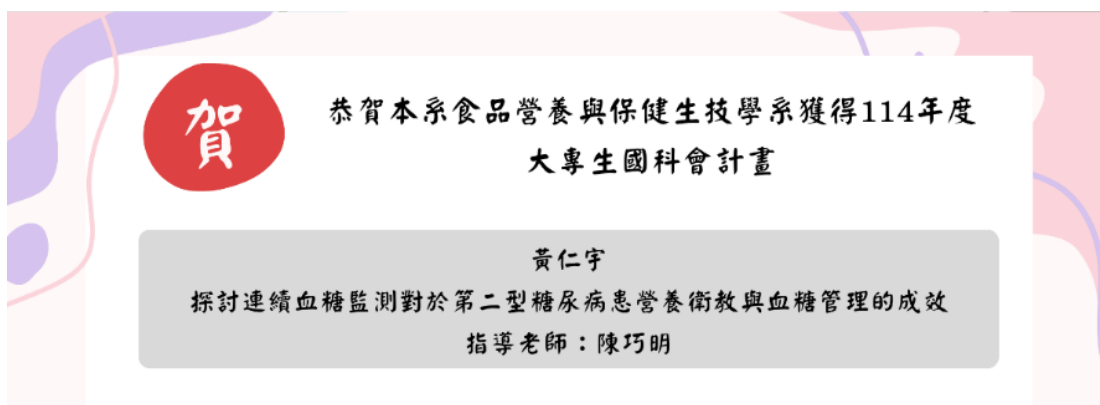 賀
恭賀本系食品營養與保健生技學系獲得114年度
大專生國科會計畫
黃仁宇
探討連續血糖監測對於第二型糖尿病患營養衛教與血糖管理的成效
指導老師：陳巧明